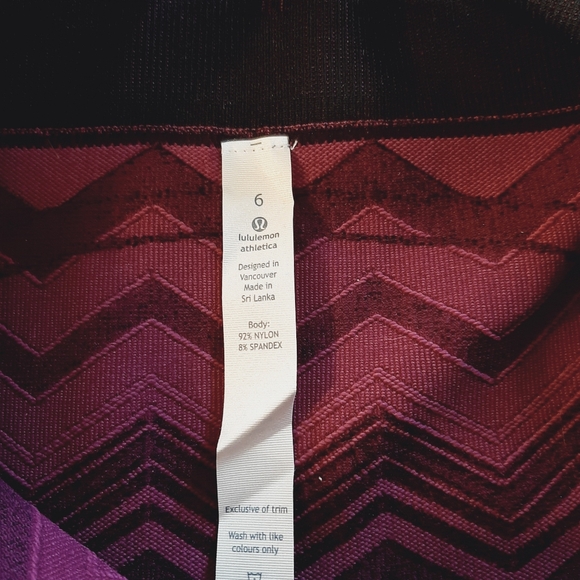 6
lululemon
athletica
Designed in
Vancouver
Made in
Sri Lanka
Body:
92% NYLON
8% SPANDEX
Exclusive of trim
Wash with like
colours only